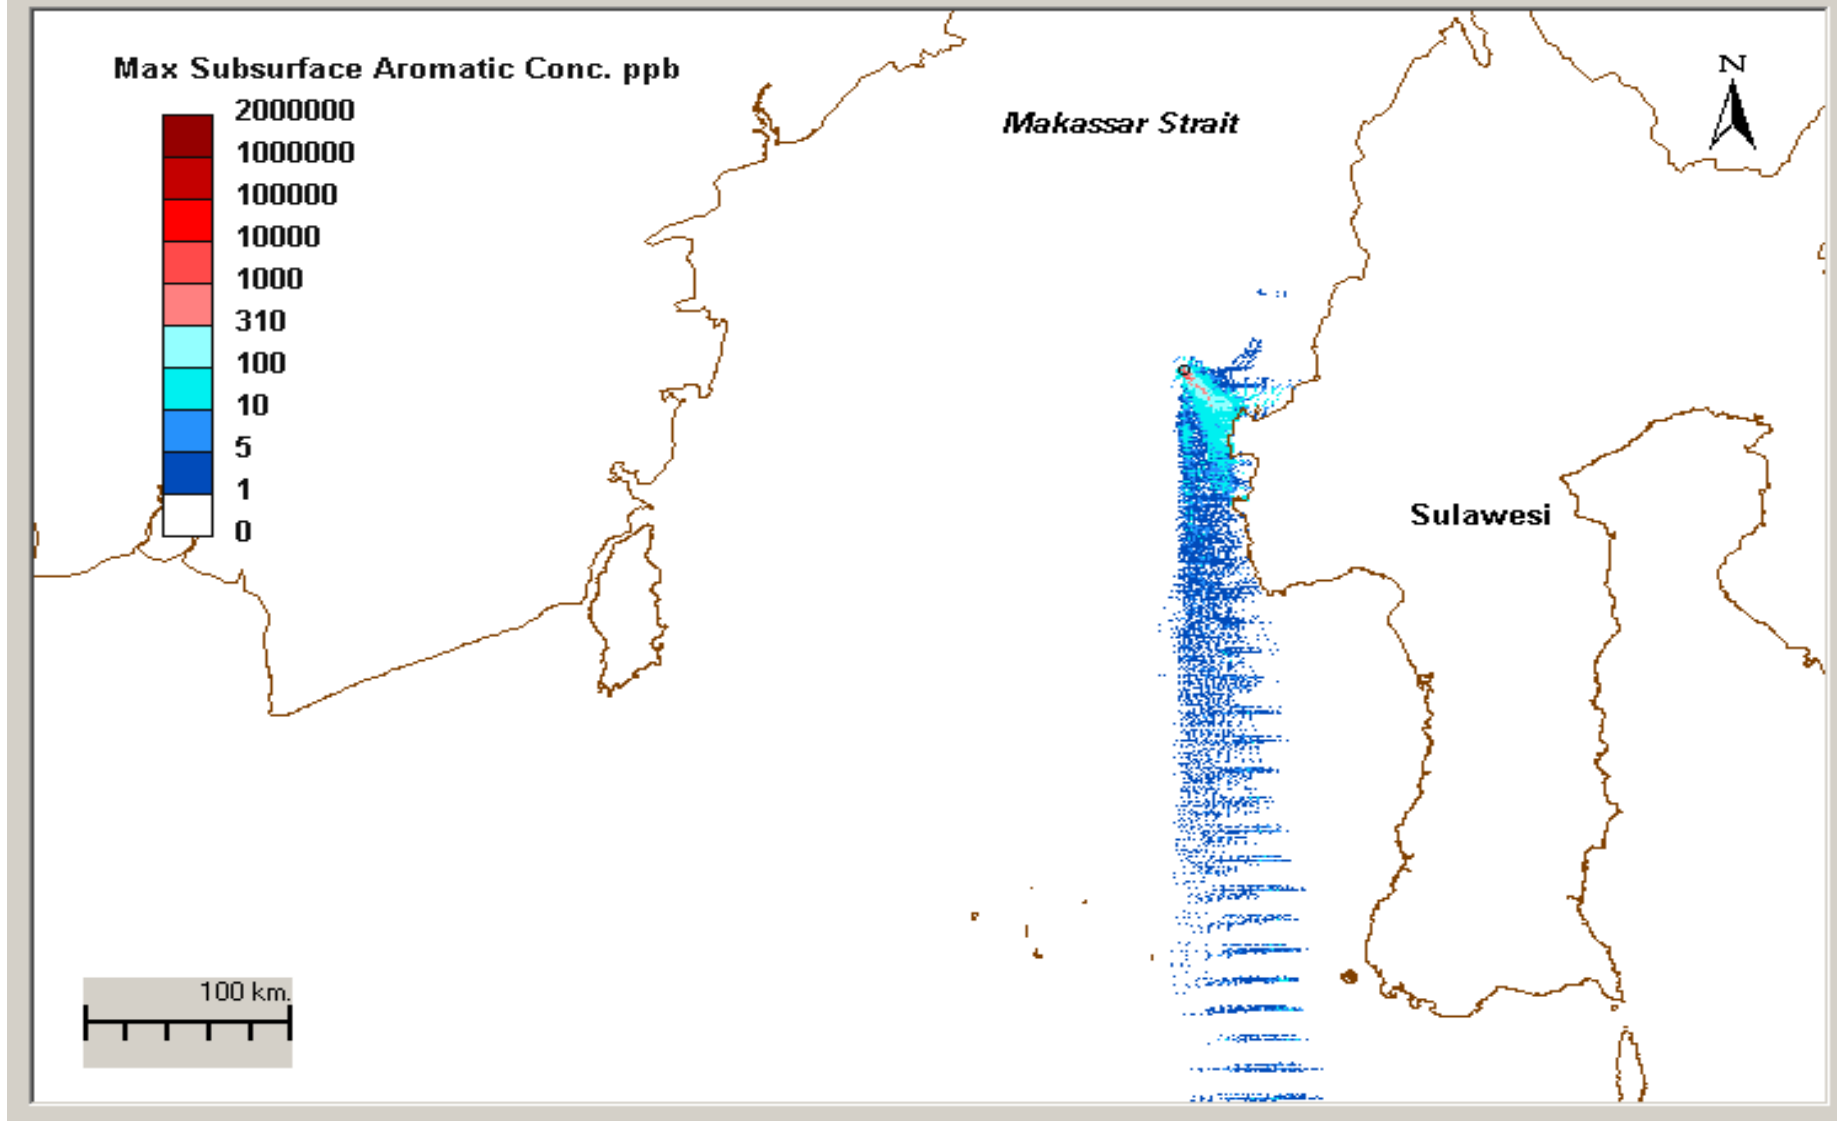 Max Subsurface Aromatic Conc. ppb
2000000
1000000
100000
10000
1000
310
100
10
5
1
0
Makassar Strait
N
Sulawesi
100 km.